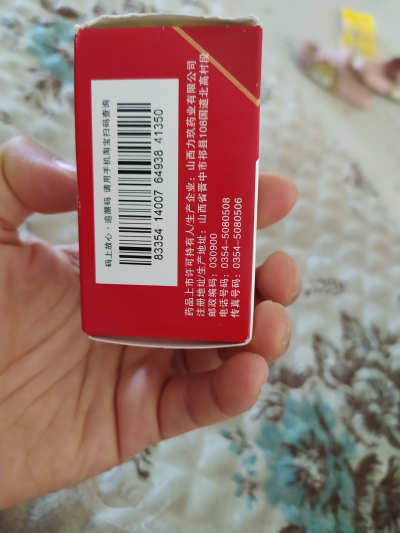 码上放心·追溯码 请用手机淘宝扫码查询
83354 14007 64938 41350
药品上市许可持有人/生产企业：山西力玖药业有限公司
注册地址/生产地址：山西省晋中市祁县108国道北高村段
邮政编码：030900
电话号码：0354-5080508
传真号码：0354-5080506